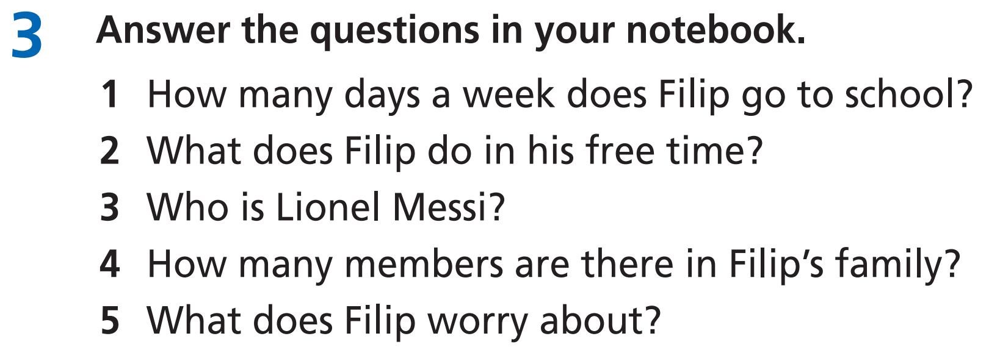 3 Answer the questions in your notebook.
1 How many days a week does Filip go to school?
2 What does Filip do in his free time?
3 Who is Lionel Messi?
4 How many members are there in Filip’s family?
5 What does Filip worry about?